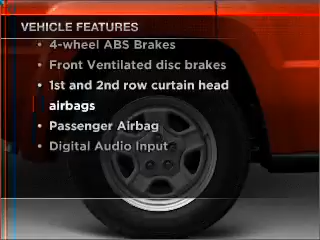 VEHICLE FEATURES
• 4-wheel ABS Brakes
• Front Ventilated disc brakes
• 1st and 2nd row curtain head
airbags
• Passenger Airbag
• Digital Audio Input